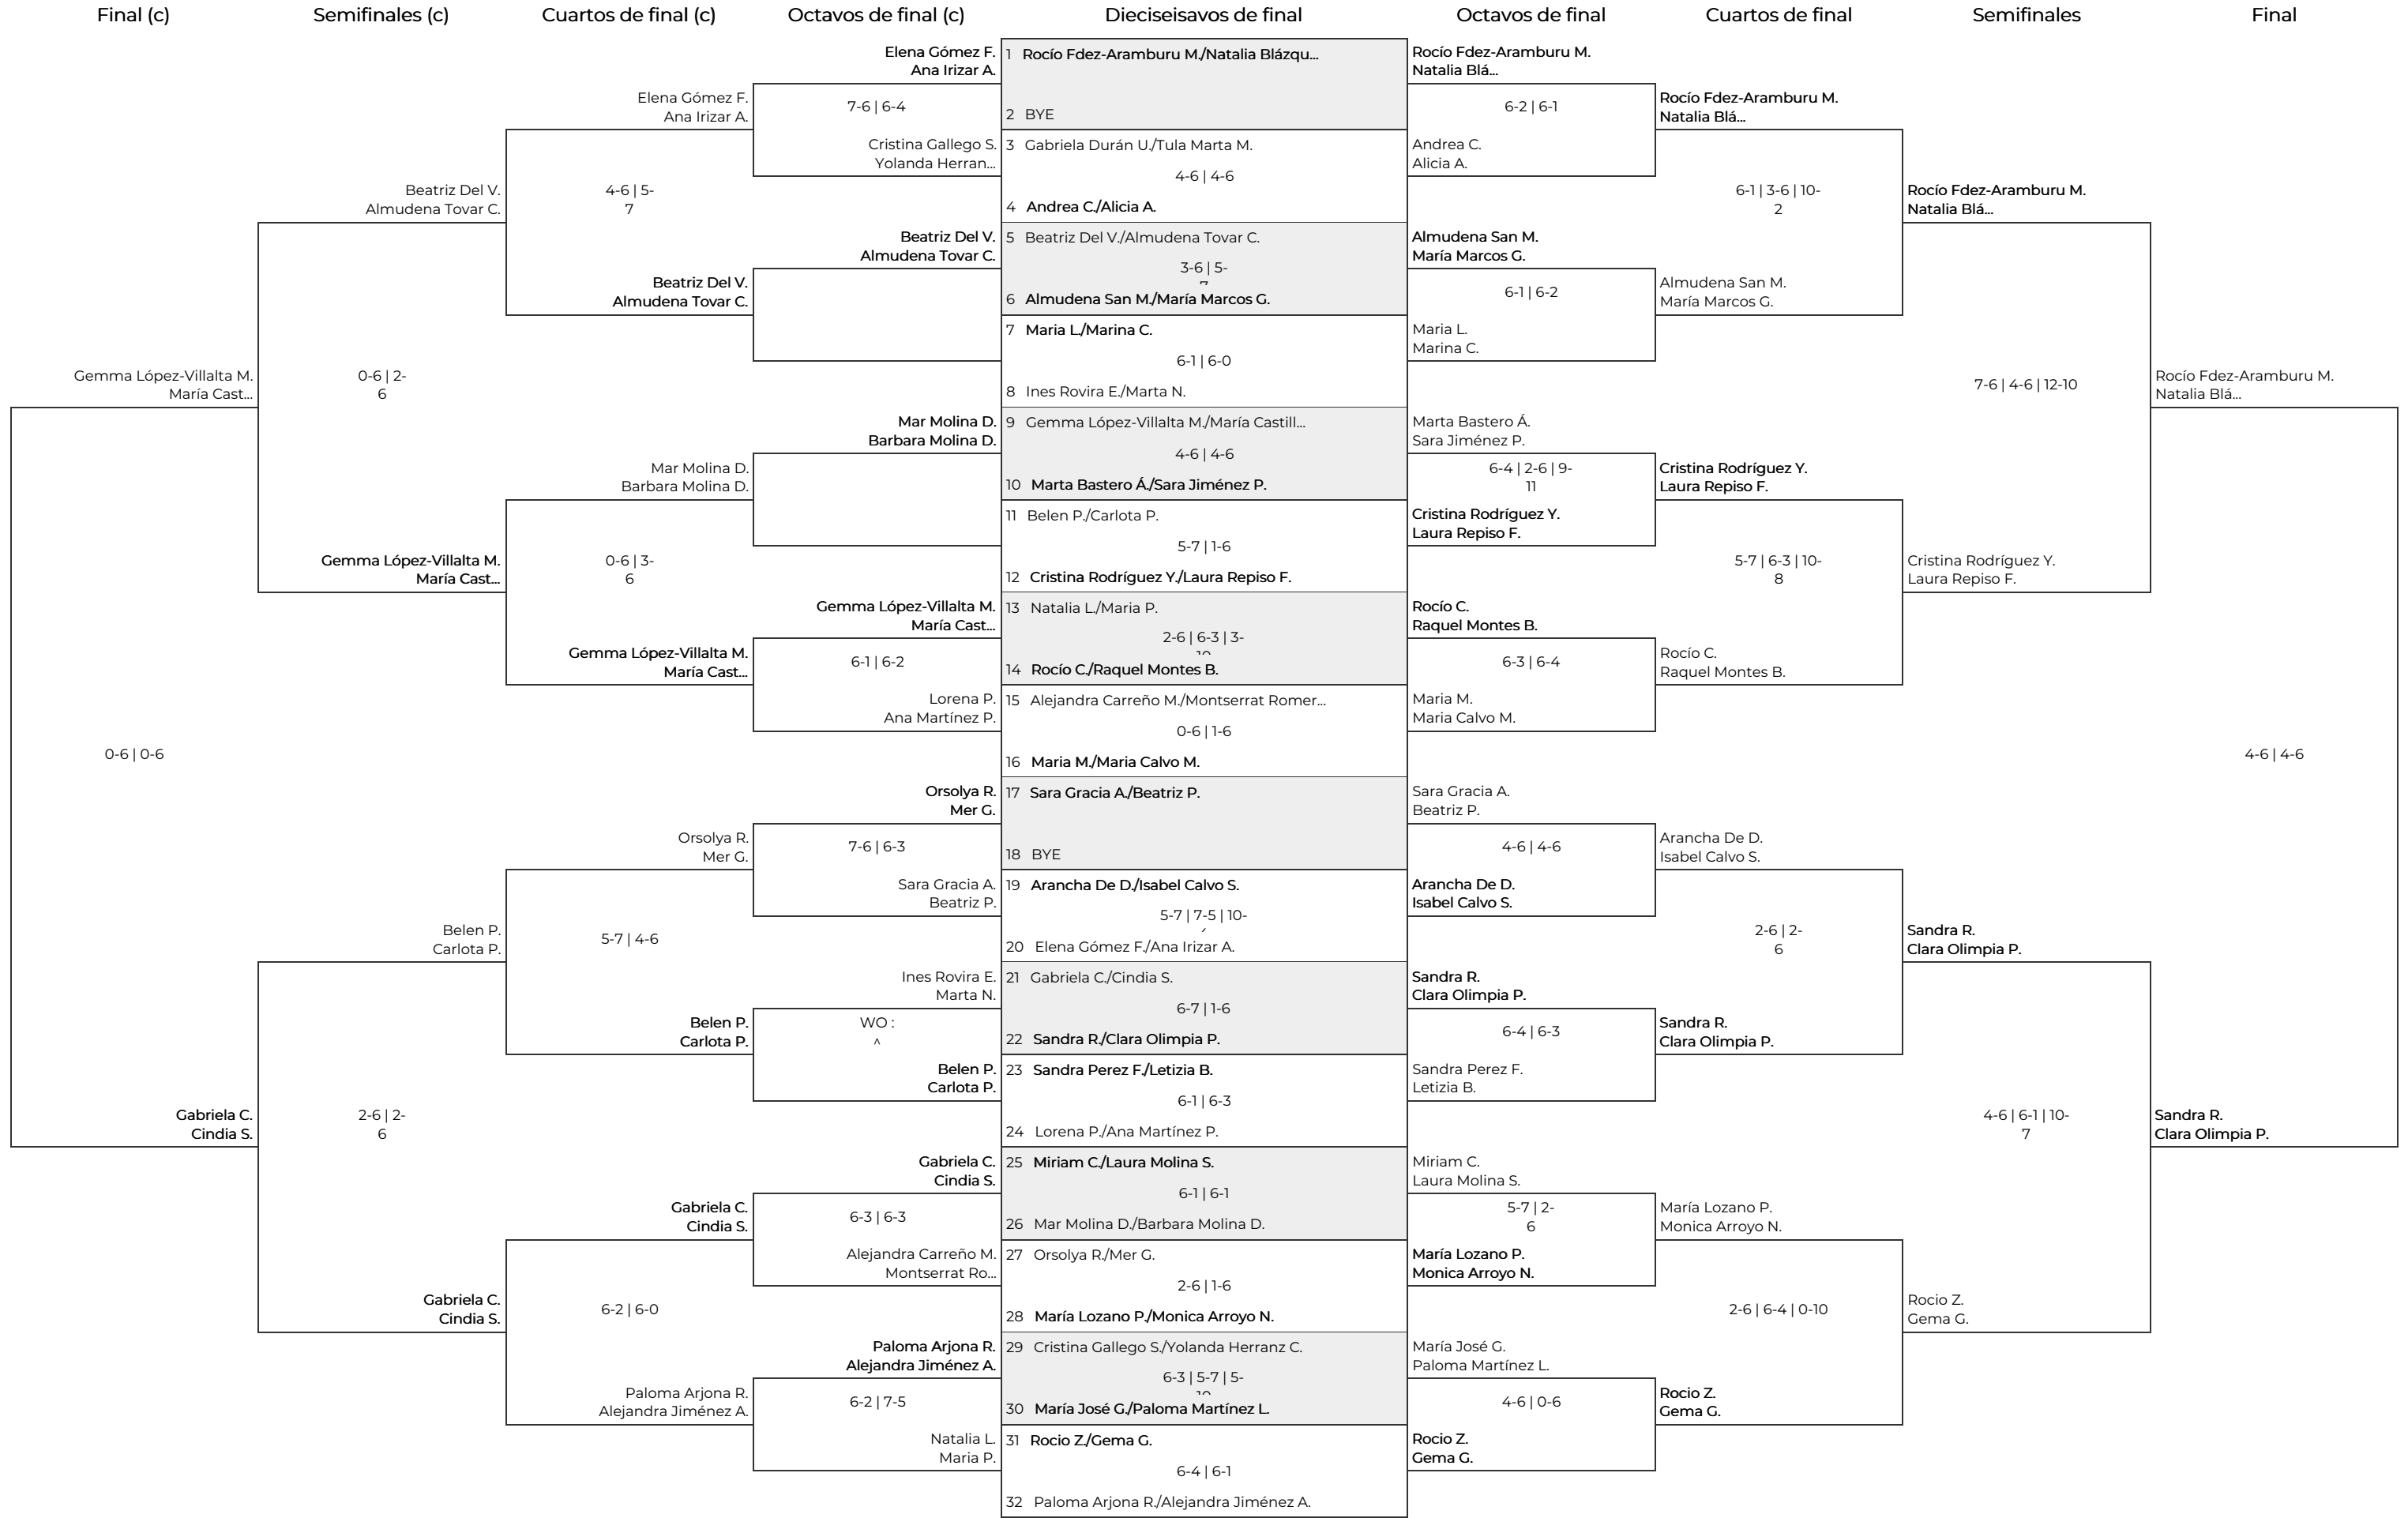 Final (c)
Semifinales (c)
Cuartos de final (c)
Octavos de final (c)
Dieciseisavos de final
Octavos de final
Cuartos de final
Semifinales
Final
Gemma López-Villalta M.
María Cast...
0-6 | 0-6
Gabriela C.
Cindia S.
Beatriz Del V.
Almudena Tovar C.
0-6 | 2-
6
Gemma López-Villalta M.
María Cast...
Belen P.
Carlota P.
2-6 | 2-
6
Gabriela C.
Cindia S.
Elena Gómez F.
Ana Irizar A.
4-6 | 5-
7
Beatriz Del V.
Almudena Tovar C.
Mar Molina D.
Barbara Molina D.
0-6 | 3-
6
Gemma López-Villalta M.
María Cast...
Orsolya R.
Mer G.
5-7 | 4-6
Belen P.
Carlota P.
Gabriela C.
Cindia S.
6-2 | 6-0
Paloma Arjona R.
Alejandra Jiménez A.
Elena Gómez F.
Ana Irizar A.
7-6 | 6-4
Cristina Gallego S.
Yolanda Herran...
Beatriz Del V.
Almudena Tovar C.
Mar Molina D.
Barbara Molina D.
Gemma López-Villalta M.
María Cast...
6-1 | 6-2
Lorena P.
Ana Martínez P.
Orsolya R.
Mer G.
7-6 | 6-3
Sara Gracia A.
Beatriz P.
Ines Rovira E.
Marta N.
WO :
^
Belen P.
Carlota P.
Gabriela C.
Cindia S.
6-3 | 6-3
Alejandra Carreño M.
Montserrat Ro...
Paloma Arjona R.
Alejandra Jiménez A.
6-2 | 7-5
Natalia L.
Maria P.
1 Rocío Fdez-Aramburu M./Natalia Blázqu...
2 BYE
3 Gabriela Durán U./Tula Marta M.
4-6 | 4-6
4 Andrea C./Alicia A.
5 Beatriz Del V./Almudena Tovar C.
3-6 | 5-
6 Almudena San M./María Marcos G.
7 Maria L./Marina C.
6-1 | 6-0
8 Ines Rovira E./Marta N.
9 Gemma López-Villalta M./María Castill...
4-6 | 4-6
10 Marta Bastero Á./Sara Jiménez P.
11 Belen P./Carlota P.
5-7 | 1-6
12 Cristina Rodríguez Y./Laura Repiso F.
13 Natalia L./Maria P.
2-6 | 6-3 | 3-
14 Rocío C./Raquel Montes B.
15 Alejandra Carreño M./Montserrat Romer...
0-6 | 1-6
16 Maria M./Maria Calvo M.
17 Sara Gracia A./Beatriz P.
18 BYE
19 Arancha De D./Isabel Calvo S.
5-7 | 7-5 | 10-
20 Elena Gómez F./Ana Irizar A.
21 Gabriela C./Cindia S.
6-7 | 1-6
22 Sandra R./Clara Olimpia P.
23 Sandra Perez F./Letizia B.
6-1 | 6-3
24 Lorena P./Ana Martínez P.
25 Miriam C./Laura Molina S.
6-1 | 6-1
26 Mar Molina D./Barbara Molina D.
27 Orsolya R./Mer G.
2-6 | 1-6
28 María Lozano P./Monica Arroyo N.
29 Cristina Gallego S./Yolanda Herranz C.
6-3 | 5-7 | 5-
30 María José G./Paloma Martínez L.
31 Rocio Z./Gema G.
6-4 | 6-1
32 Paloma Arjona R./Alejandra Jiménez A.
Rocío Fdez-Aramburu M.
Natalia Blá...
6-2 | 6-1
Andrea C.
Alicia A.
Almudena San M.
María Marcos G.
6-1 | 6-2
Maria L.
Marina C.
Marta Bastero Á.
Sara Jiménez P.
6-4 | 2-6 | 9-
11
Cristina Rodríguez Y.
Laura Repiso F.
Rocío C.
Raquel Montes B.
6-3 | 6-4
Maria M.
Maria Calvo M.
Sara Gracia A.
Beatriz P.
4-6 | 4-6
Arancha De D.
Isabel Calvo S.
Sandra R.
Clara Olimpia P.
6-4 | 6-3
Sandra Perez F.
Letizia B.
Miriam C.
Laura Molina S.
5-7 | 2-
6
María Lozano P.
Monica Arroyo N.
María José G.
Paloma Martínez L.
4-6 | 0-6
Rocio Z.
Gema G.
Rocío Fdez-Aramburu M.
Natalia Blá...
6-1 | 3-6 | 10-
2
Almudena San M.
María Marcos G.
Cristina Rodríguez Y.
Laura Repiso F.
5-7 | 6-3 | 10-
8
Rocío C.
Raquel Montes B.
Arancha De D.
Isabel Calvo S.
2-6 | 2-
6
Sandra R.
Clara Olimpia P.
María Lozano P.
Monica Arroyo N.
2-6 | 6-4 | 0-10
Rocio Z.
Gema G.
Rocío Fdez-Aramburu M.
Natalia Blá...
7-6 | 4-6 | 12-10
Cristina Rodríguez Y.
Laura Repiso F.
Sandra R.
Clara Olimpia P.
4-6 | 6-1 | 10-
7
Rocio Z.
Gema G.
Rocío Fdez-Aramburu M.
Natalia Blá...
4-6 | 4-6
Sandra R.
Clara Olimpia P.